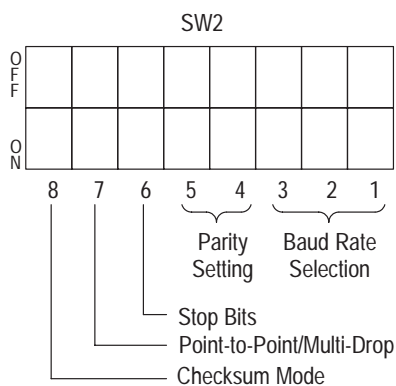 SW2
OFF
ON
8 7 6 5 4 3 2 1
Parity Setting
Baud Rate Selection
Stop Bits
Point-to-Point/Multi-Drop
Checksum Mode